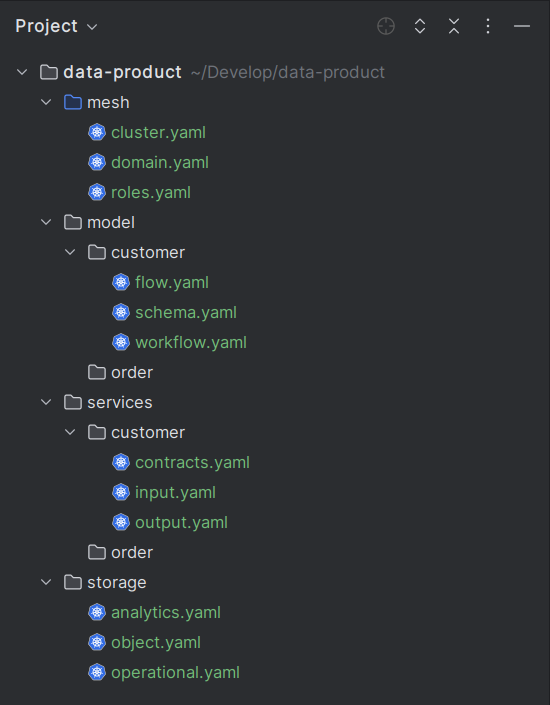 Project
data-product ~/Develop/data-product
mesh
cluster.yaml
domain.yaml
roles.yaml
model
customer
flow.yaml
schema.yaml
workflow.yaml
order
services
customer
contracts.yaml
input.yaml
output.yaml
order
storage
analytics.yaml
object.yaml
operational.yaml